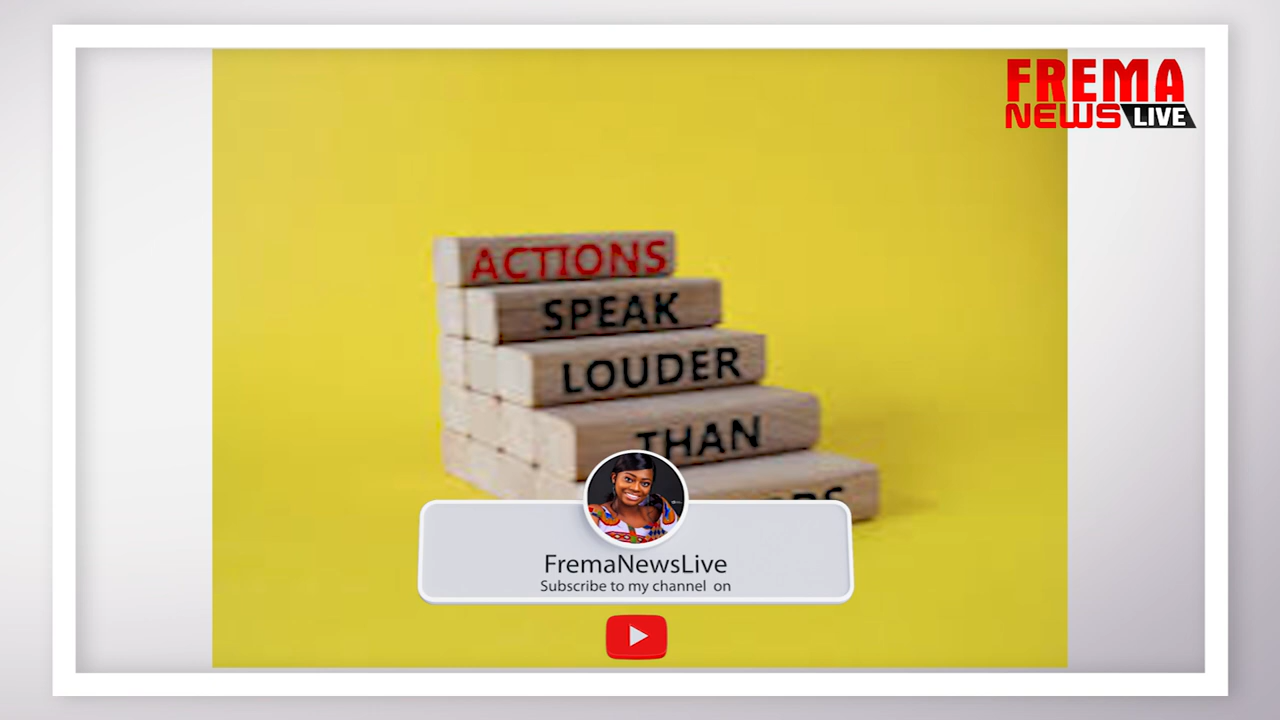 FREMA
NEWS LIVE
ACTIONS
SPEAK
LOUDER
THAN
FremaNewsLive
Subscribe to my channel on